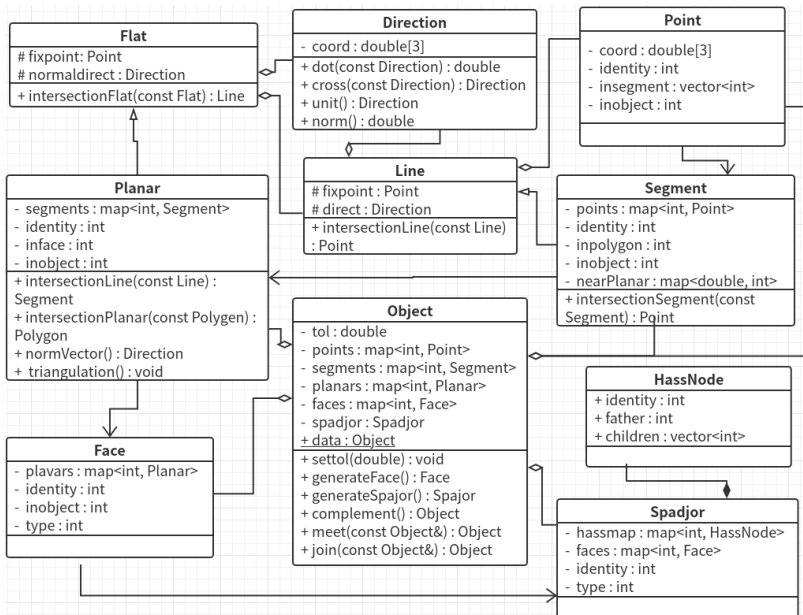 Flat
# fixpoint: Point
# normaldirect : Direction
+ intersectionFlat(const Flat) : Line
Direction
- coord : double[3]
+ dot(const Direction) : double
+ cross(const Direction) : Direction
+ unit() : Direction
+ norm() : double
Point
- coord : double[3]
- identity : int
- insegment : vector<int>
- inobject : int
Line
# fixpoint : Point
# direct : Direction
+ intersectionLine(const Line)
: Point
Planar
- segments : map<int, Segment>
- identity : int
- inface : int
- inobject : int
+ intersectionLine(const Line) :
Segment
+ intersectionPlanar(const Polygen) :
Polygon
+ normVector() : Direction
+ triangulation() : void
Segment
- points : map<int, Point>
- identity : int
- inpolygon : int
- inobject : int
- nearPlanar : map<double, int>
+ intersectionSegment(const
Segment) : Point
Object
- tol : double
- points : map<int, Point>
- segments : map<int, Segment>
- planars : map<int, Planar>
- faces : map<int, Face>
- spadjor : Spadjor
+ data : Object
+ settol(double) : void
+ generateFace() : Face
+ generateSpajor() : Spajor
+ complement() : Object
+ meet(const Object&) : Object
+ join(const Object&) : Object
HassNode
+ identity : int
+ father : int
+ children : vector<int>
Face
- plavars : map<int, Planar>
- identity : int
- inobject : int
- type : int
Spadjor
- hassmap : map<int, HassNode>
- faces : map<int, Face>
- identity : int
- type : int